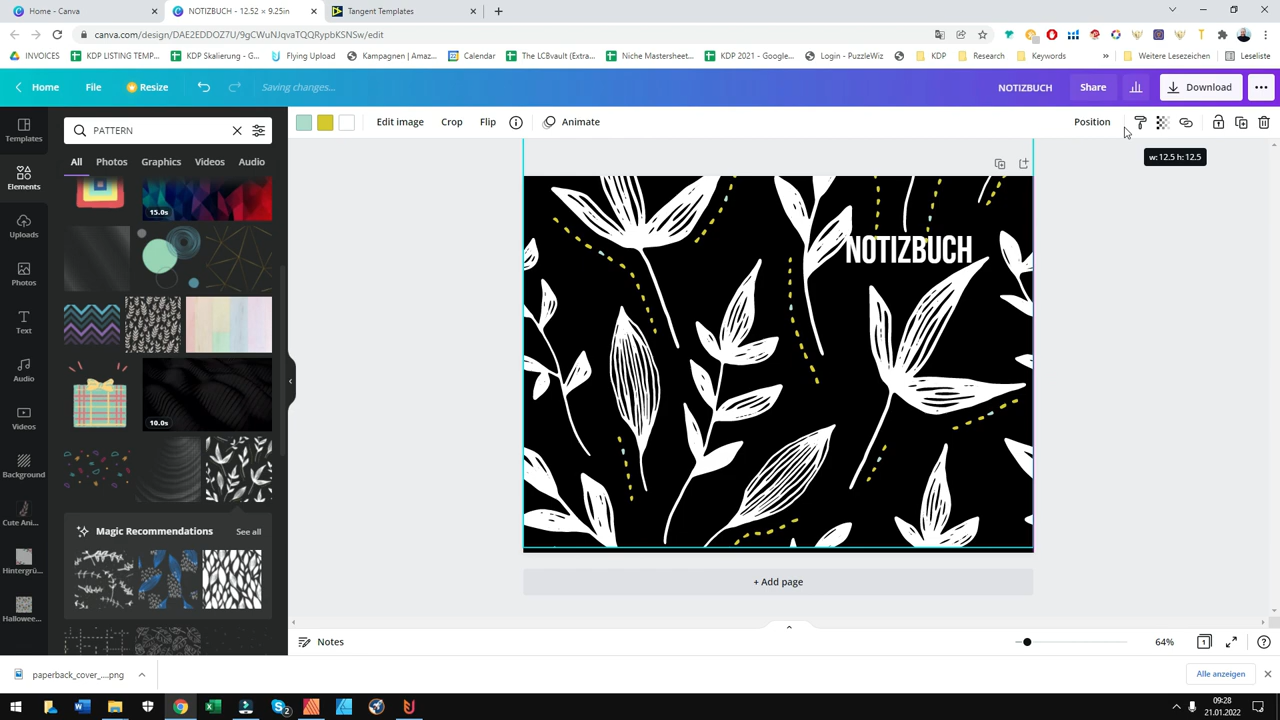 Home - Canva
NOTIZBUCH - 12.52 × 9.25in
Tangent Templates
canva.com/design/DAE2EDDOZ7U/9gCWuNJqvaTQQRypbKSNSw/edit
INVOICES
KDP LISTING TEMP...
KDP Skalierung - G...
Flying Upload
Kampagnen | Amaz...
Calendar
The LCBvault (Extra...
Niche Mastersheet...
KDP 2021 - Google...
Login - PuzzleWiz
KDP
Research
Keywords
Weitere Lesezeichen
Leseliste
Home
File
Resize
Saving changes...
NOTIZBUCH
Share
Download
Templates
Elements
Uploads
Photos
Text
Audio
Videos
Background
Cute Ani...
Hintergrü...
Hallowee...
PATTERN
All
Photos
Graphics
Videos
Audio
15.0s
10.0s
Magic Recommendations
See all
Edit image
Crop
Flip
Animate
Position
w: 12.5 h: 12.5
NOTIZBUCH
+ Add page
Notes
64%
1
paperback_cover_....png
Alle anzeigen
2
09:28
21.01.2022